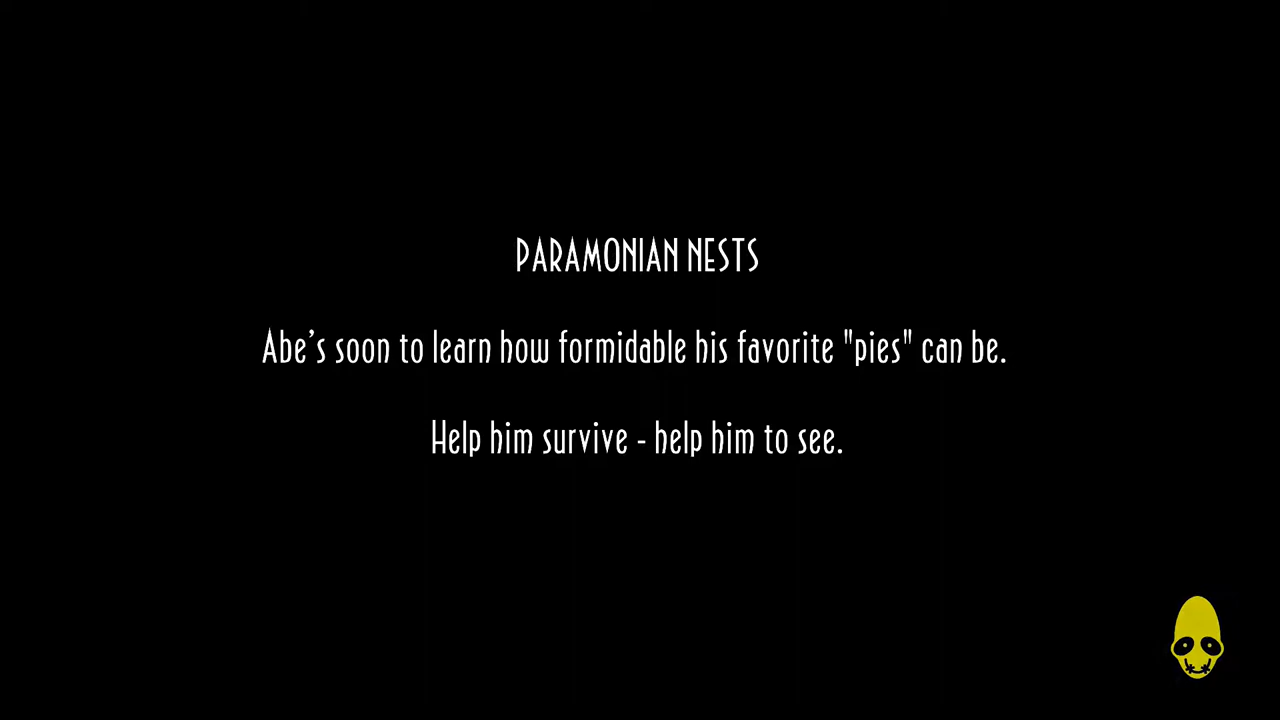 PARAMONIAN NESTS
Abe's soon to learn how formidable his favorite "pies" can be.
Help him survive - help him to see.